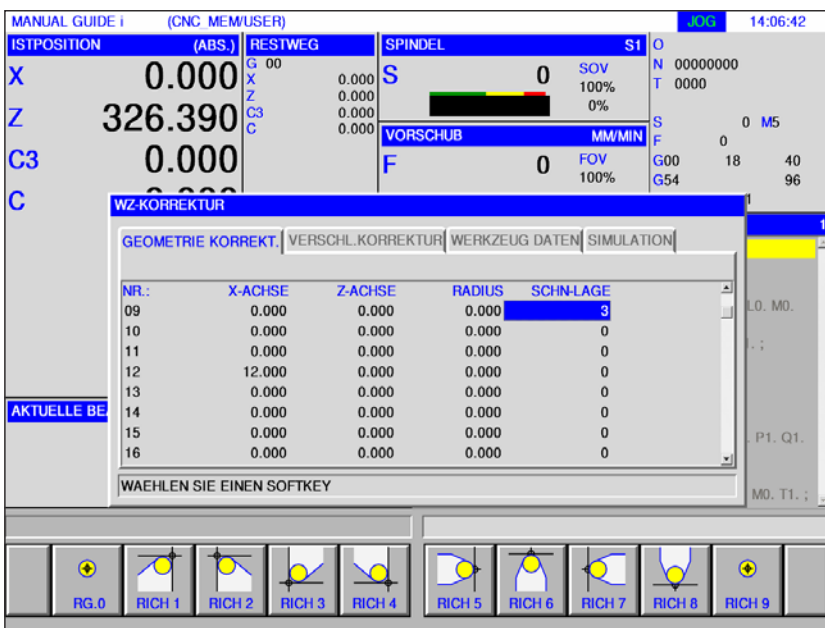 MANUAL GUIDE i (CNC_MEM/USER) JOG 14:06:42
ISTPOSITION (ABS.)
X 0.000
Z 326.390
C3 0.000
C
RESTWEG
G 00
X 0.000
Z 0.000
C3 0.000
C 0.000
SPINDEL S1
S 0 SOV
100%
0%
VORSCHUB MM/MIN
F 0 FOV
100%
O
N 00000000
T 0000
S 0 M5
F 0
G00 18 40
G54 96
1
1
WZ-KORREKTUR
GEOMETRIE KORREKT. VERSCHL.KORREKTUR WERKZEUG DATEN SIMULATION
NR.: X-ACHSE Z-ACHSE RADIUS SCHN-LAGE
09 0.000 0.000 0.000 3
10 0.000 0.000 0.000 0
11 0.000 0.000 0.000 0
12 12.000 0.000 0.000 0
13 0.000 0.000 0.000 0
14 0.000 0.000 0.000 0
15 0.000 0.000 0.000 0
16 0.000 0.000 0.000 0
WAEHLEN SIE EINEN SOFTKEY
AKTUELLE BE
L0. M0.
. ;
. P1. Q1.
M0. T1. ;
RG.0 RICH 1 RICH 2 RICH 3 RICH 4 RICH 5 RICH 6 RICH 7 RICH 8 RICH 9